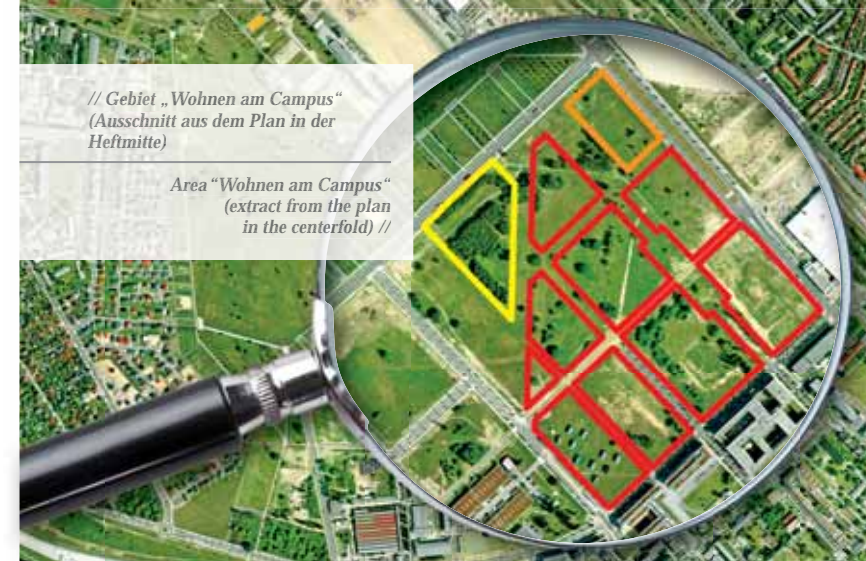 // Gebiet „Wohnen am Campus“
(Ausschnitt aus dem Plan in der
Heftmitte)
Area “Wohnen am Campus“
(extract from the plan
in the centerfold) //